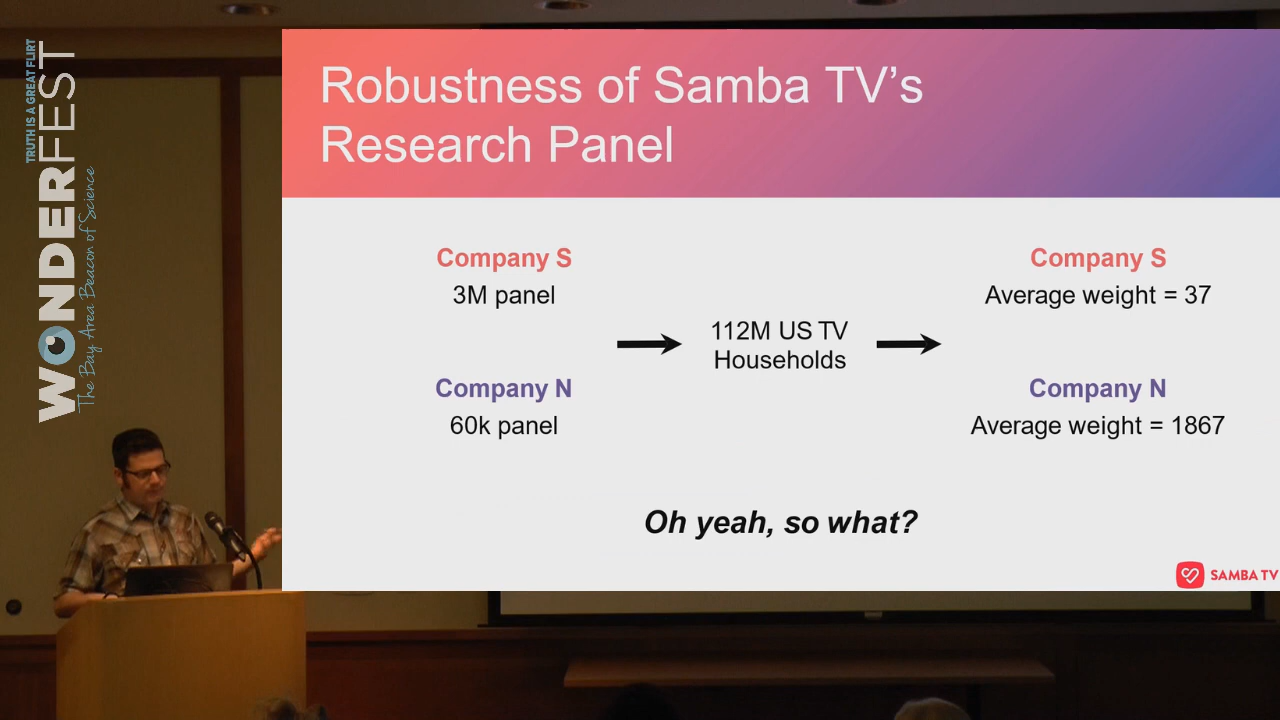 TRUTH IS A GREAT FLIRT
WONDERFEST
The Bay Area Beacon of Science
Robustness of Samba TV’s
Research Panel
Company S
3M panel
Company N
60k panel
112M US TV
Households
Company S
Average weight = 37
Company N
Average weight = 1867
Oh yeah, so what?
SAMBA TV